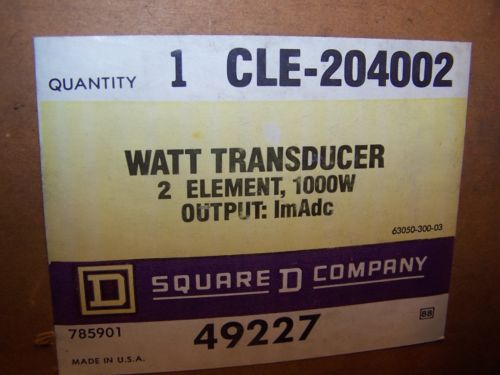 QUANTITY 1 CLE-204002
WATT TRANSDUCER
2 ELEMENT, 1000W
OUTPUT: lmAdc
63050-300-03
D SQUARE D COMPANY
785901 49227 88
MADE IN U.S.A.